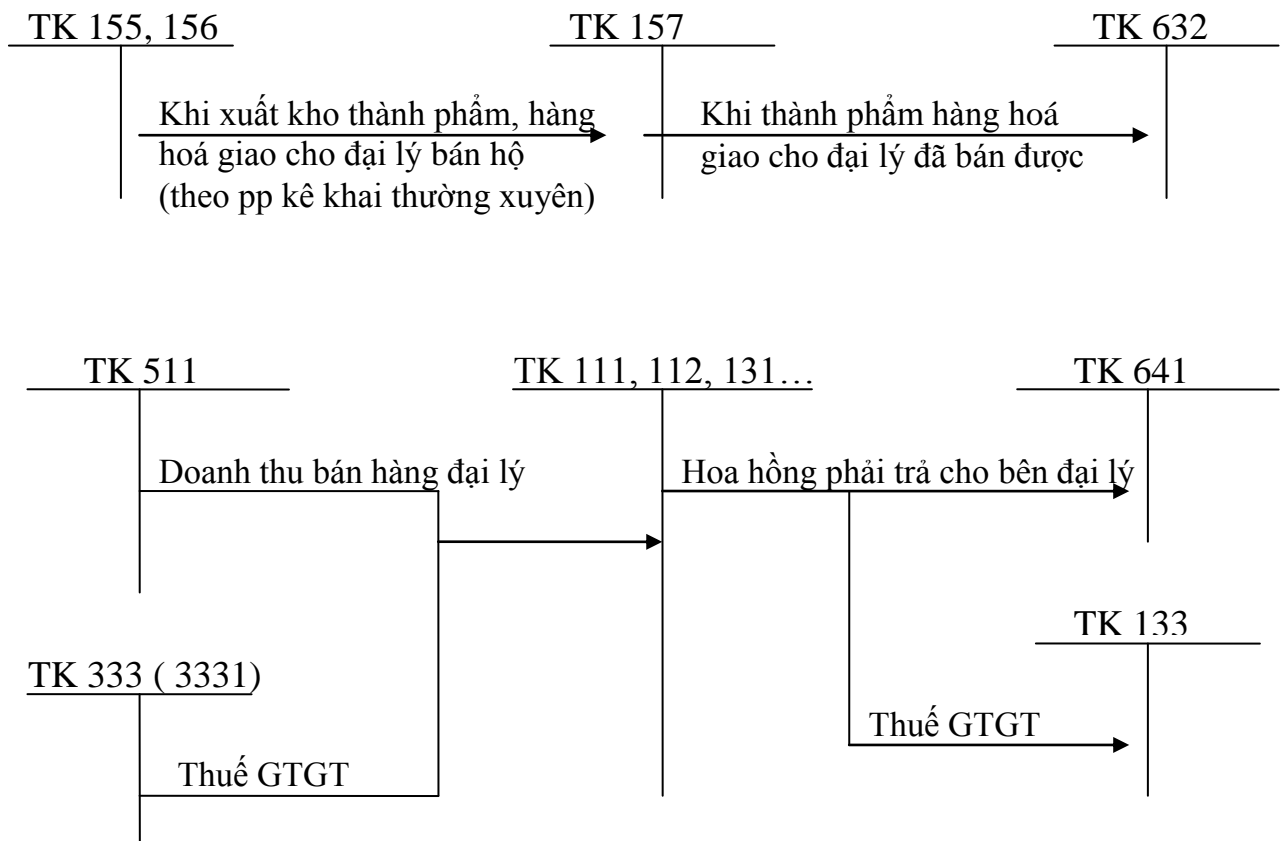 TK 155, 156
TK 157
TK 632
Khi xuất kho thành phẩm, hàng
hoá giao cho đại lý bán hộ
(theo pp kê khai thường xuyên)
Khi thành phẩm hàng hoá
giao cho đại lý đã bán được
TK 511
TK 111, 112, 131…
TK 641
Doanh thu bán hàng đại lý
Hoa hồng phải trả cho bên đại lý
TK 133
TK 333 ( 3331)
Thuế GTGT
Thuế GTGT